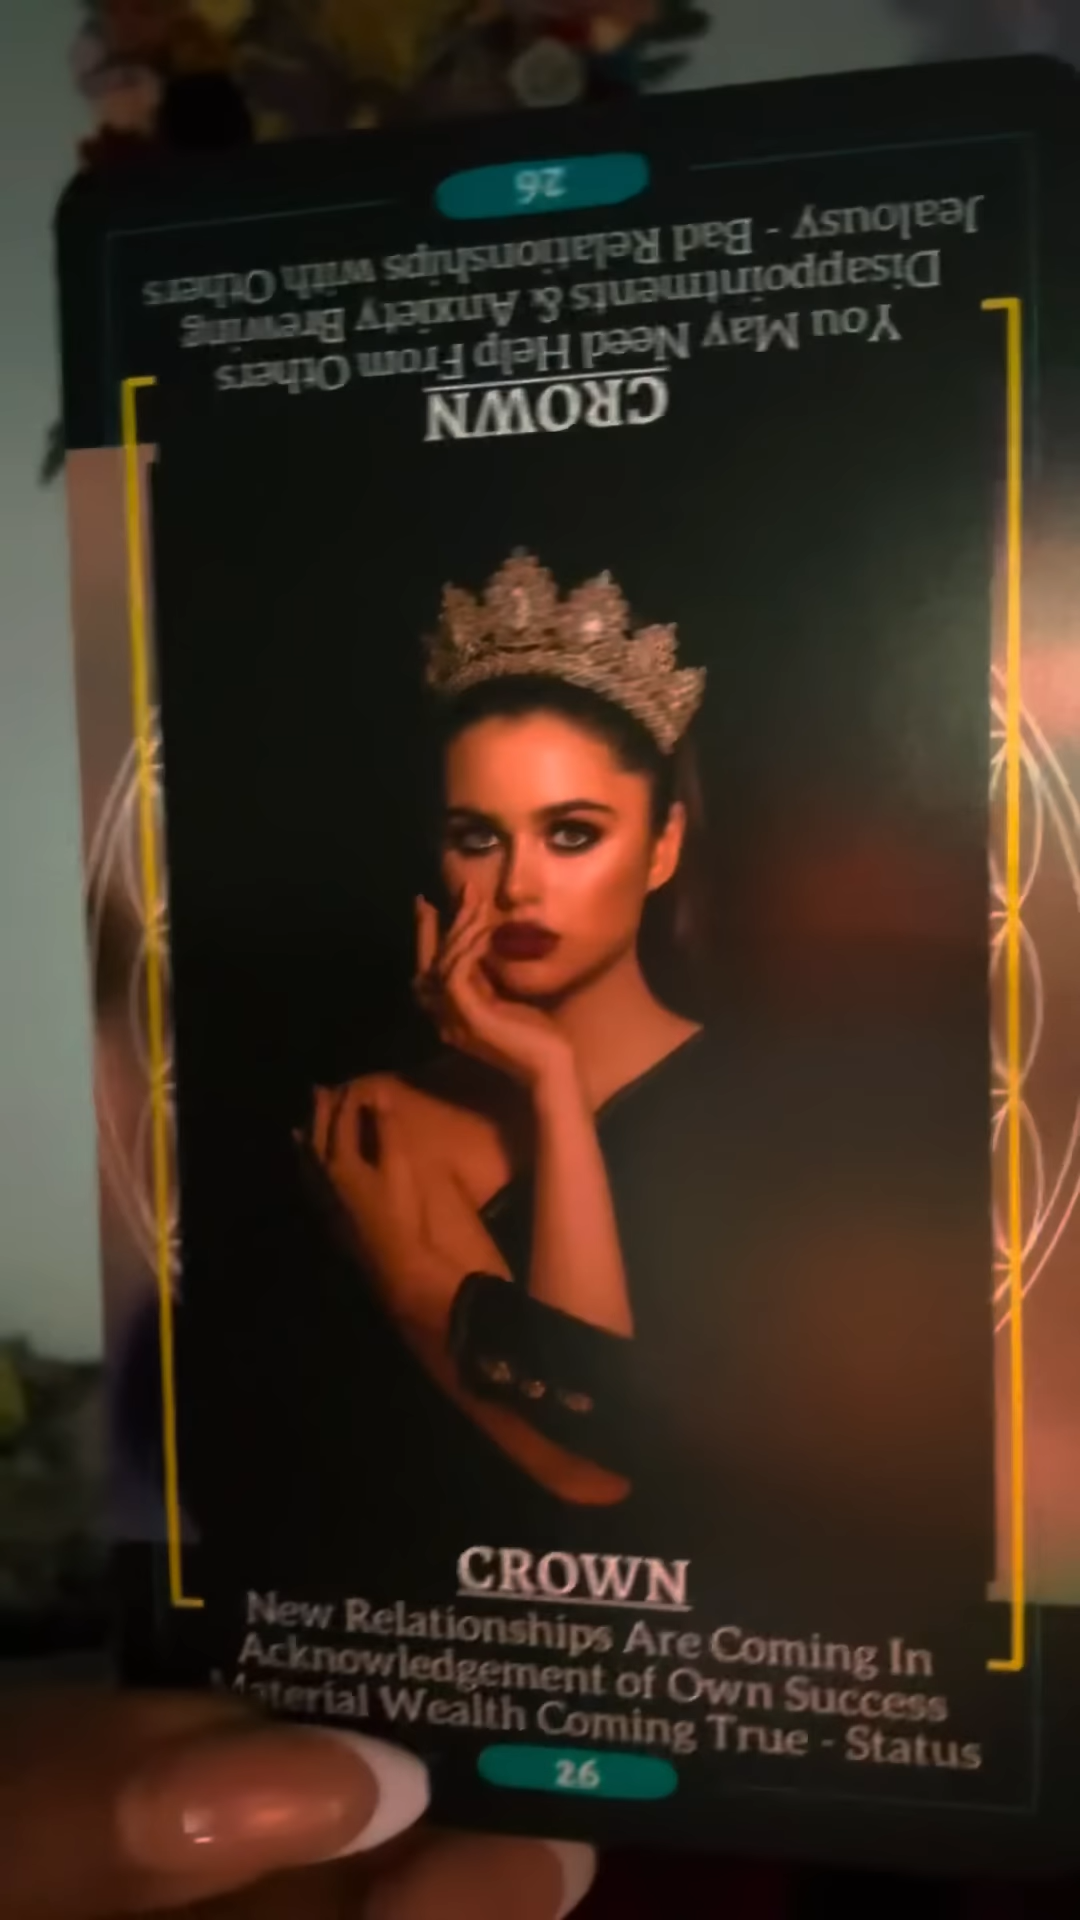 26
Jealousy - Bad Relationships with Others
Disappointments & Anxiety Brewing
You May Need Help From Others
CROWN
CROWN
New Relationships Are Coming In
Acknowledgement of Own Success
Material Wealth Coming True - Status
26